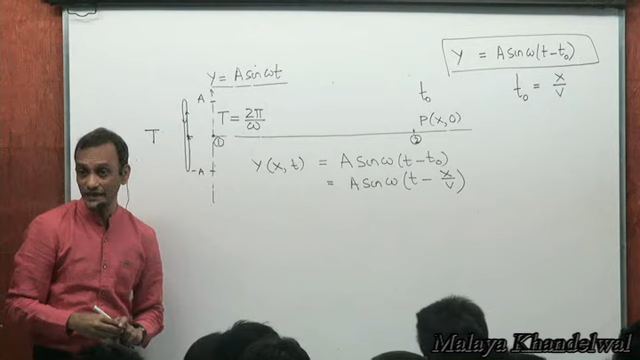 y = A sin ωt
Y = A sin ω(t-t₀)
t₀ = x/v
A
T = 2π/ω
T
①
-A
t₀
P(x, 0)
②
Y(x, t) = A sin ω(t-t₀)
= A sin ω(t - x/v)
Malaya Khandelwal